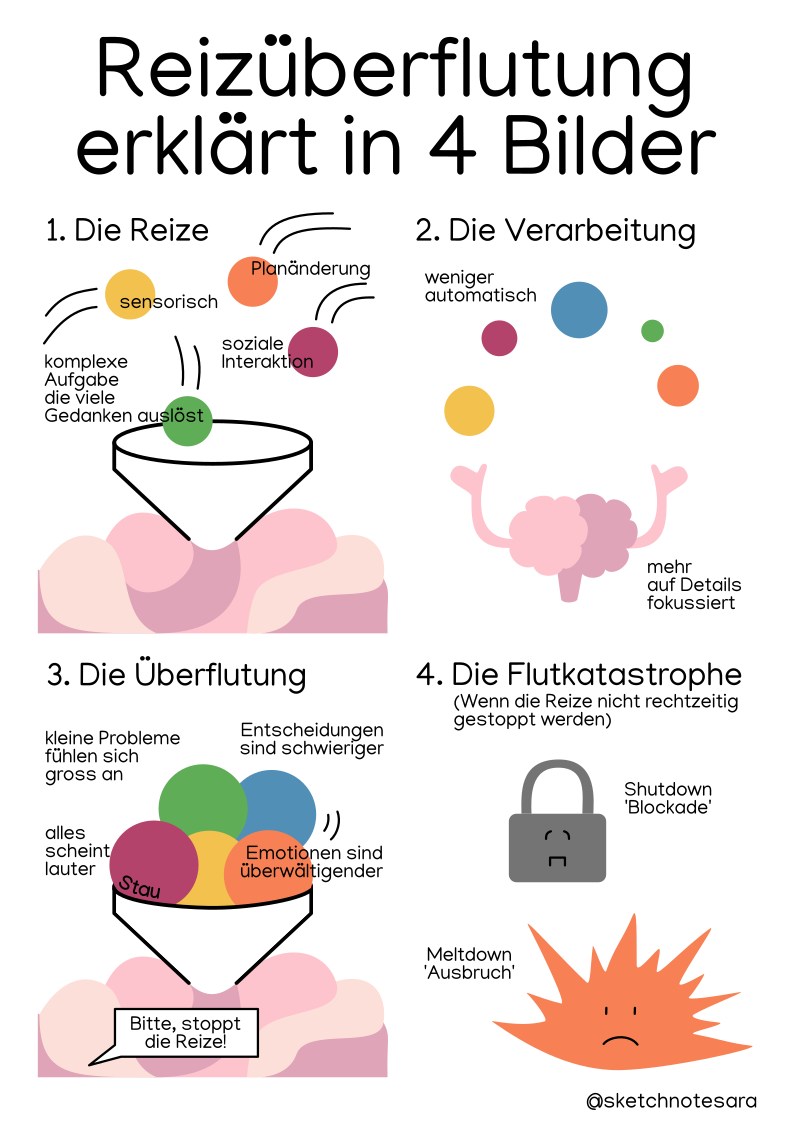 Reizüberflutung
erklärt in 4 Bilder
1. Die Reize
Planänderung
sensorisch
soziale
Interaktion
komplexe
Aufgabe
die viele
Gedanken auslöst
2. Die Verarbeitung
weniger
automatisch
mehr
auf Details
fokussiert
3. Die Überflutung
kleine Probleme
fühlen sich
gross an
Entscheidungen
sind schwieriger
alles
scheint
lauter
Emotionen sind
überwältigender
Stau
Bitte, stoppt
die Reize!
4. Die Flutkatastrophe
(Wenn die Reize nicht rechtzeitig
gestoppt werden)
Shutdown
'Blockade'
Meltdown
'Ausbruch'
@sketchnotesara